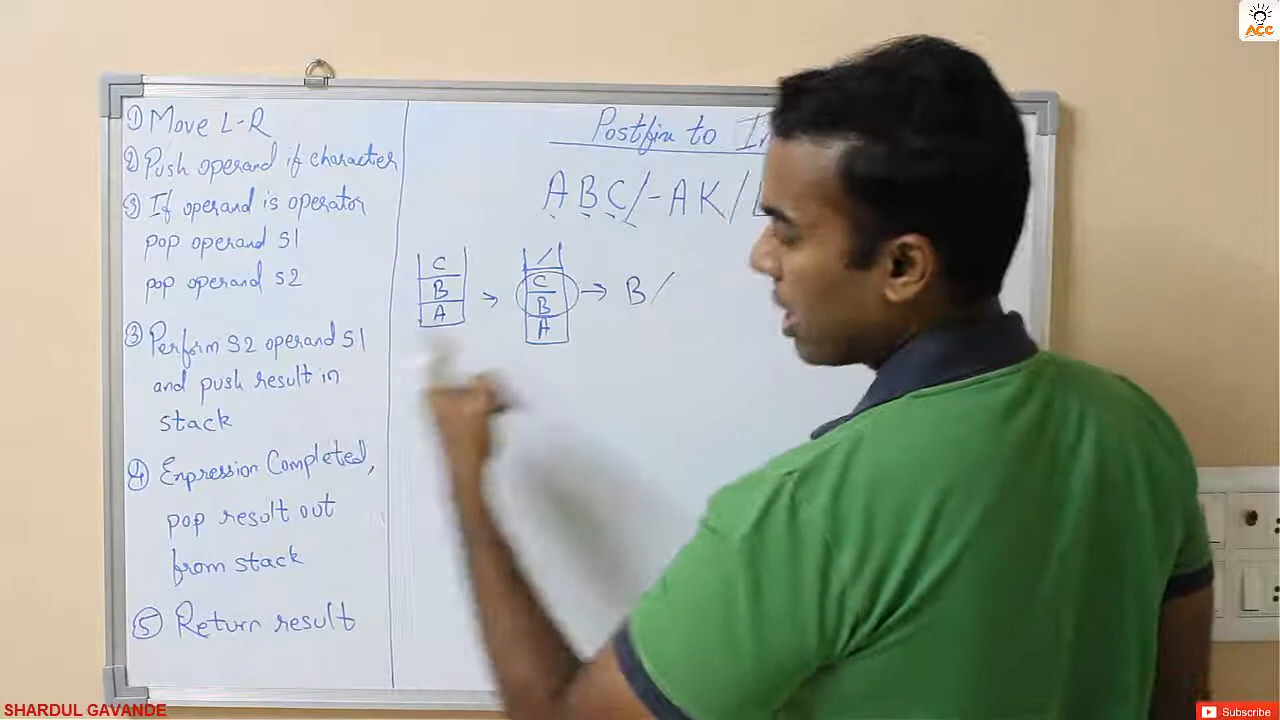 ① Move L-R
② Push operand if character
③ If operand is operator
pop operand S1
pop operand S2
③ Perform S2 operand S1
and push result in
stack
④ Expression Completed,
pop result out
from stack
⑤ Return result
Postfix to
ABC/-AK/
C
B
A
→
/
C
B
A
→ B/
ACC
SHARDUL GAVANDE
Subscribe